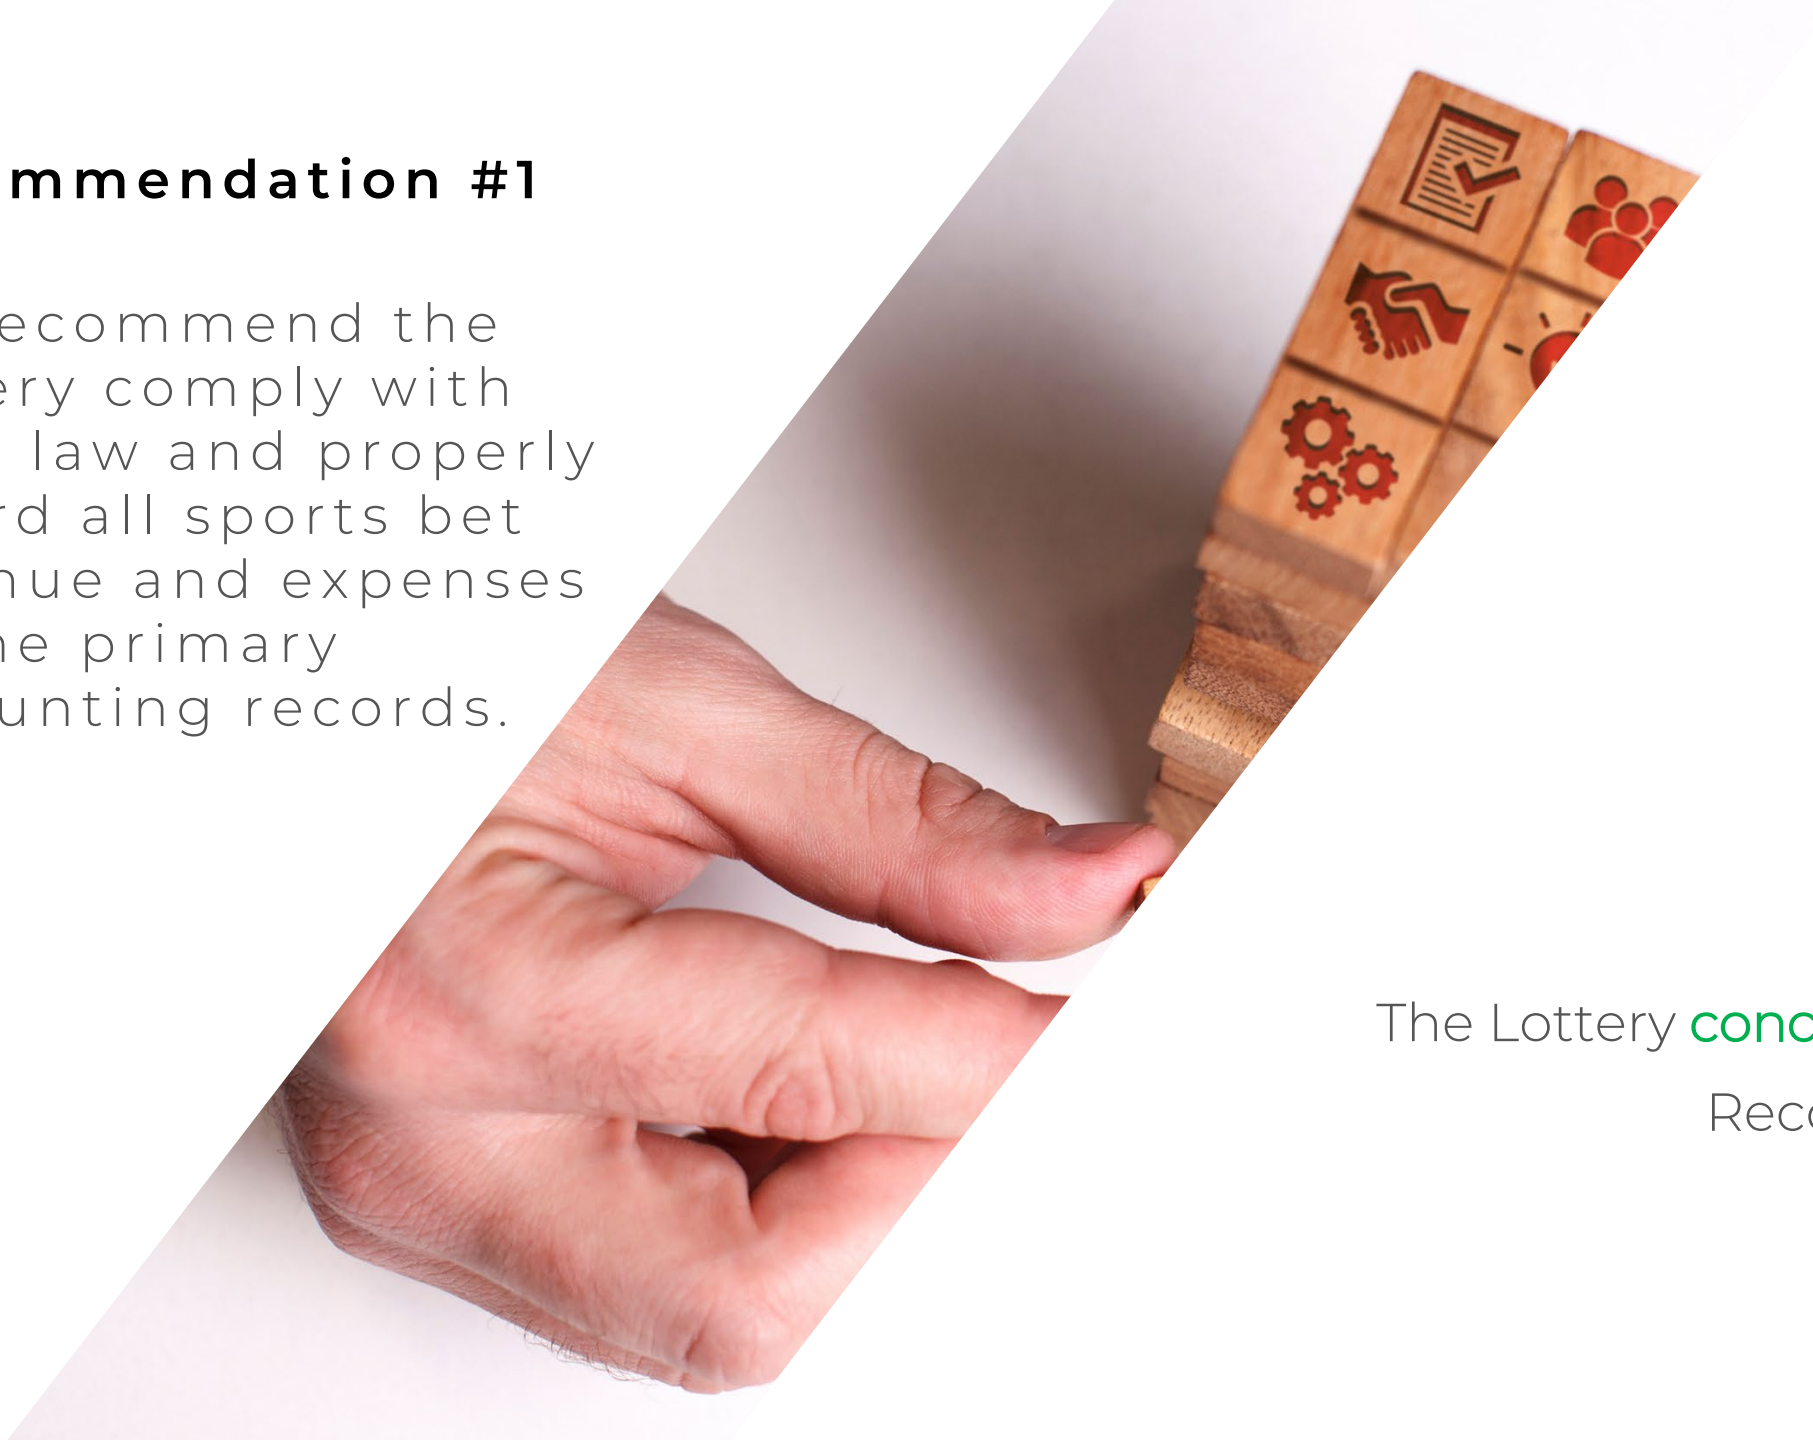 mmendation #1
ecommend the
ery comply with
law and properly
rd all sports bet
nue and expenses
ne primary
unting records.
The Lottery conc
Reco